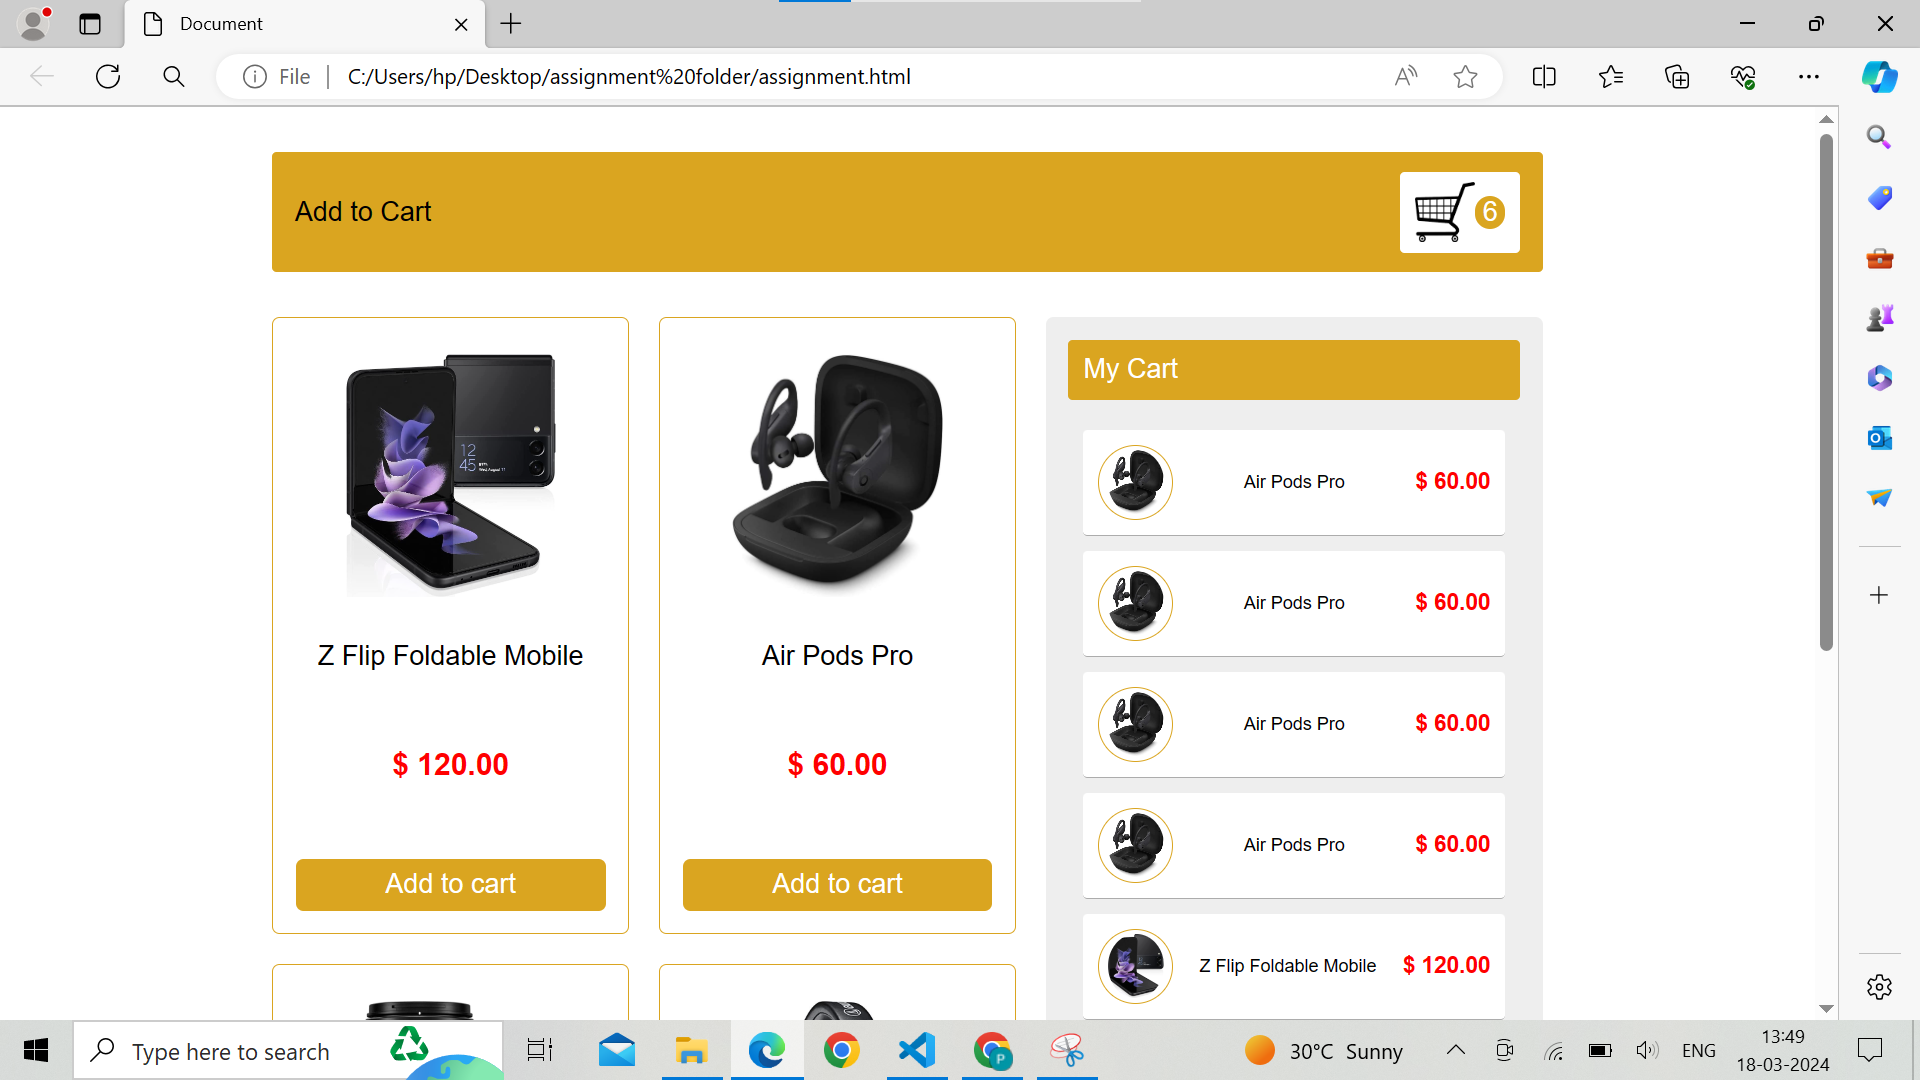 Document
File
C:/Users/hp/Desktop/assignment%20folder/assignment.html
Add to Cart
6
12
45
Z Flip Foldable Mobile
$ 120.00
Add to cart
Air Pods Pro
$ 60.00
Add to cart
My Cart
Air Pods Pro
$ 60.00
Air Pods Pro
$ 60.00
Air Pods Pro
$ 60.00
Air Pods Pro
$ 60.00
Z Flip Foldable Mobile
$ 120.00
Type here to search
P
30°C Sunny
ENG
13:49
18-03-2024